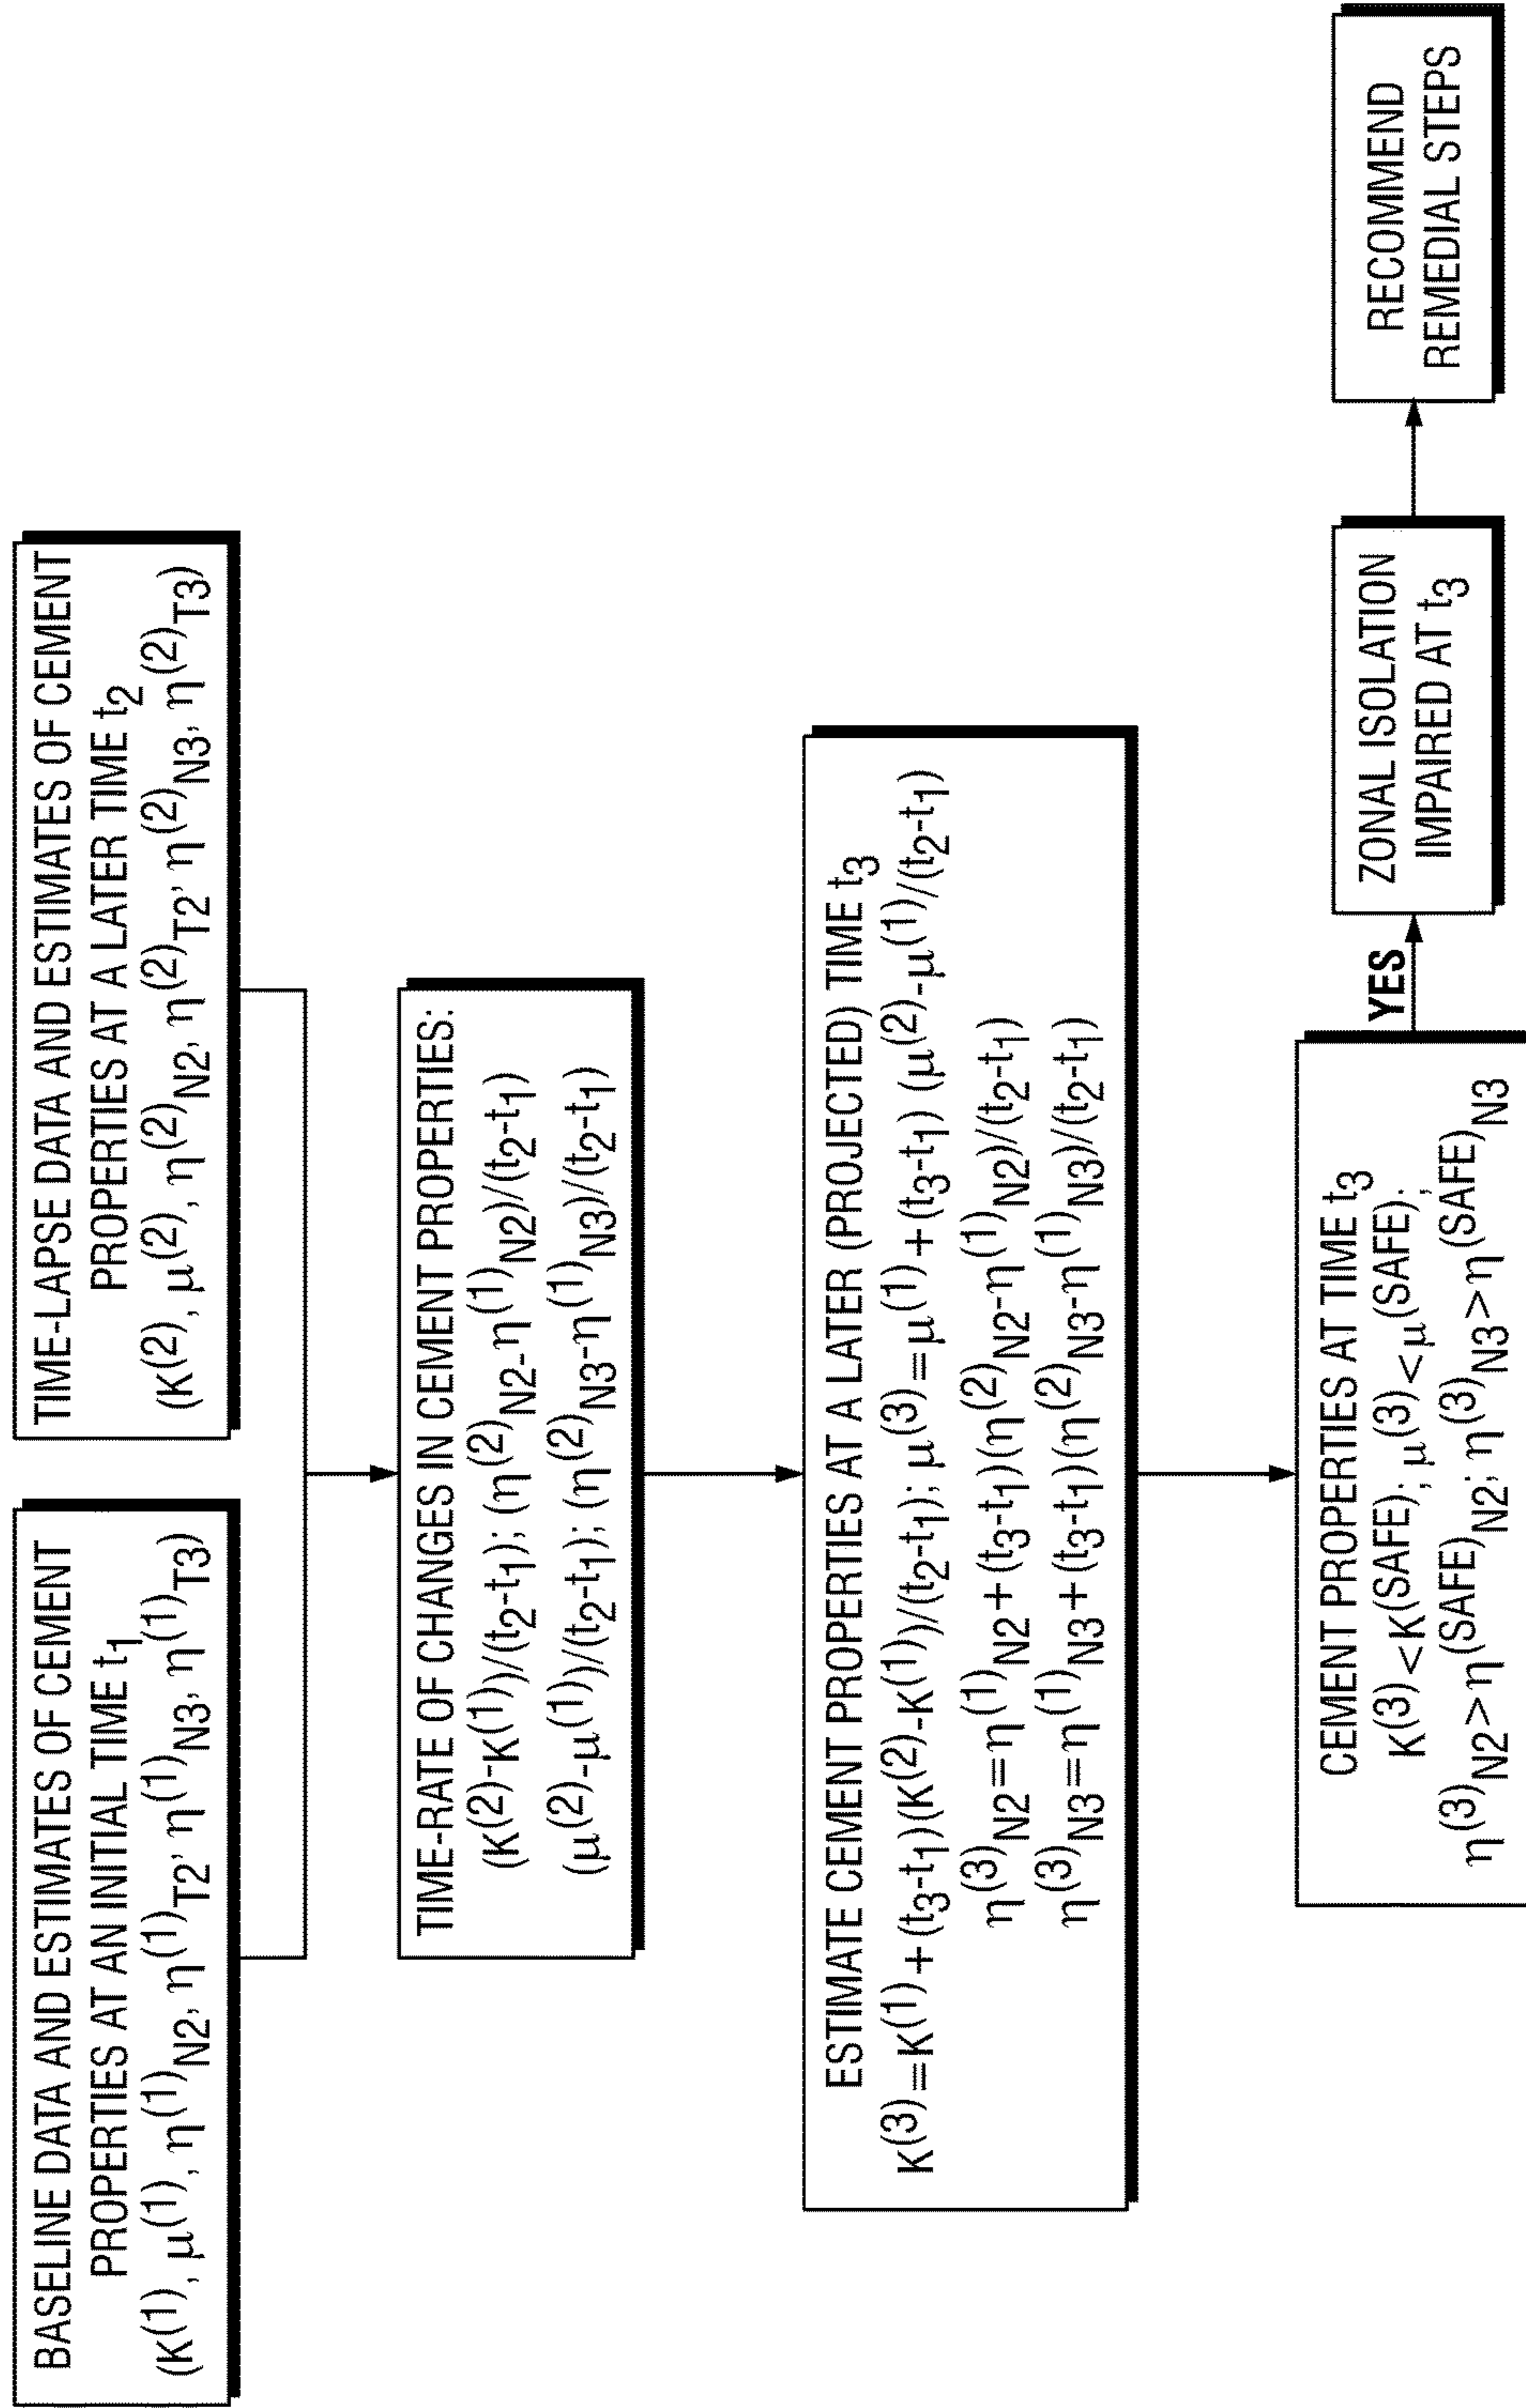 BASELINE DATA AND ESTIMATES OF CEMENT
PROPERTIES AT AN INITIAL TIME t₁
(K⁽¹⁾, μ⁽¹⁾, η⁽¹⁾N2, η⁽¹⁾T2, η⁽¹⁾N3, η⁽¹⁾T3)
TIME-LAPSE DATA AND ESTIMATES OF CEMENT
PROPERTIES AT A LATER TIME t₂
(K⁽²⁾, μ⁽²⁾, η⁽²⁾N2, η⁽²⁾T2, η⁽²⁾N3, η⁽²⁾T3)
TIME-RATE OF CHANGES IN CEMENT PROPERTIES:
(K⁽²⁾-K⁽¹⁾)/(t₂-t₁); (η⁽²⁾N2-η⁽¹⁾N2)/(t₂-t₁)
(μ⁽²⁾-μ⁽¹⁾)/(t₂-t₁); (η⁽²⁾N3-η⁽¹⁾N3)/(t₂-t₁)
ESTIMATE CEMENT PROPERTIES AT A LATER (PROJECTED) TIME t₃
K⁽³⁾=K⁽¹⁾+(t₃-t₁)(K⁽²⁾-K⁽¹⁾)/(t₂-t₁); μ⁽³⁾=μ⁽¹⁾+(t₃-t₁) (μ⁽²⁾-μ⁽¹⁾/(t₂-t₁)
η⁽³⁾N2=η⁽¹⁾N2+(t₃-t₁)(η⁽²⁾N2-η⁽¹⁾N2)/(t₂-t₁)
η⁽³⁾N3=η⁽¹⁾N3+(t₃-t₁)(η⁽²⁾N3-η⁽¹⁾N3)/(t₂-t₁)
CEMENT PROPERTIES AT TIME t₃
K⁽³⁾<K(SAFE); μ⁽³⁾<μ(SAFE);
η⁽³⁾N2>η(SAFE)N2; η⁽³⁾N3>η(SAFE)N3
YES
ZONAL ISOLATION
IMPAIRED AT t₃
RECOMMEND
REMEDIAL STEPS